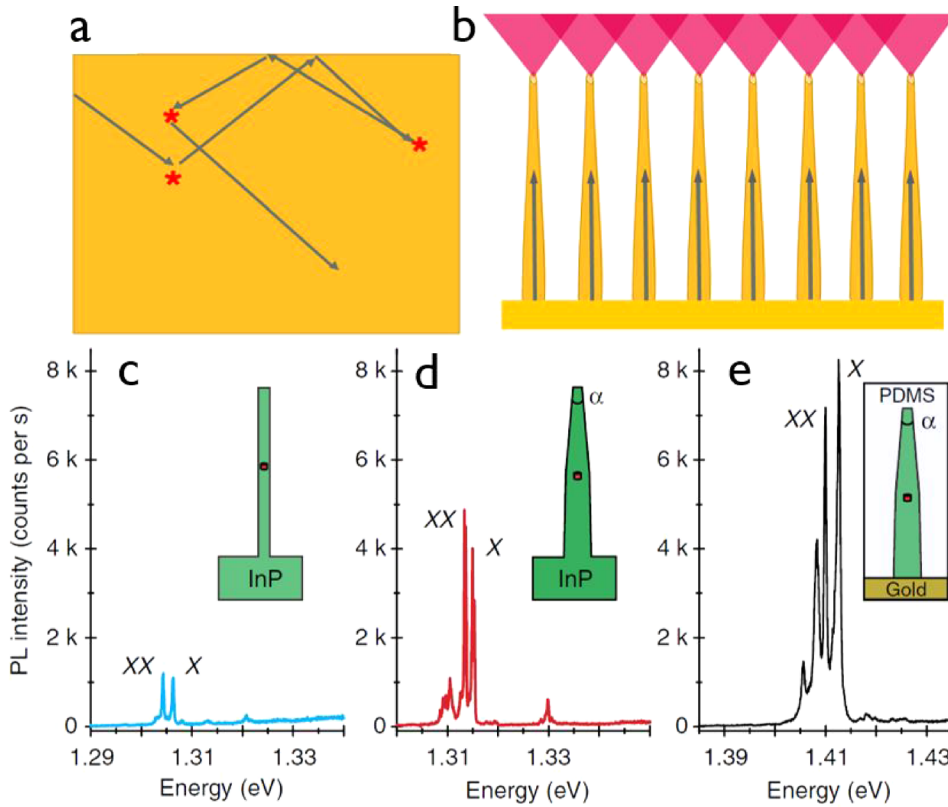 a
b
c
d
e
PL intensity (counts per s)
8 k
6 k
4 k
2 k
0
XX X
InP
1.29 1.31 1.33
Energy (eV)
8 k
6 k
4 k
2 k
0
XX X
α
InP
1.31 1.33
Energy (eV)
8 k
6 k
4 k
2 k
0
XX X
PDMS
α
Gold
1.39 1.41 1.43
Energy (eV)